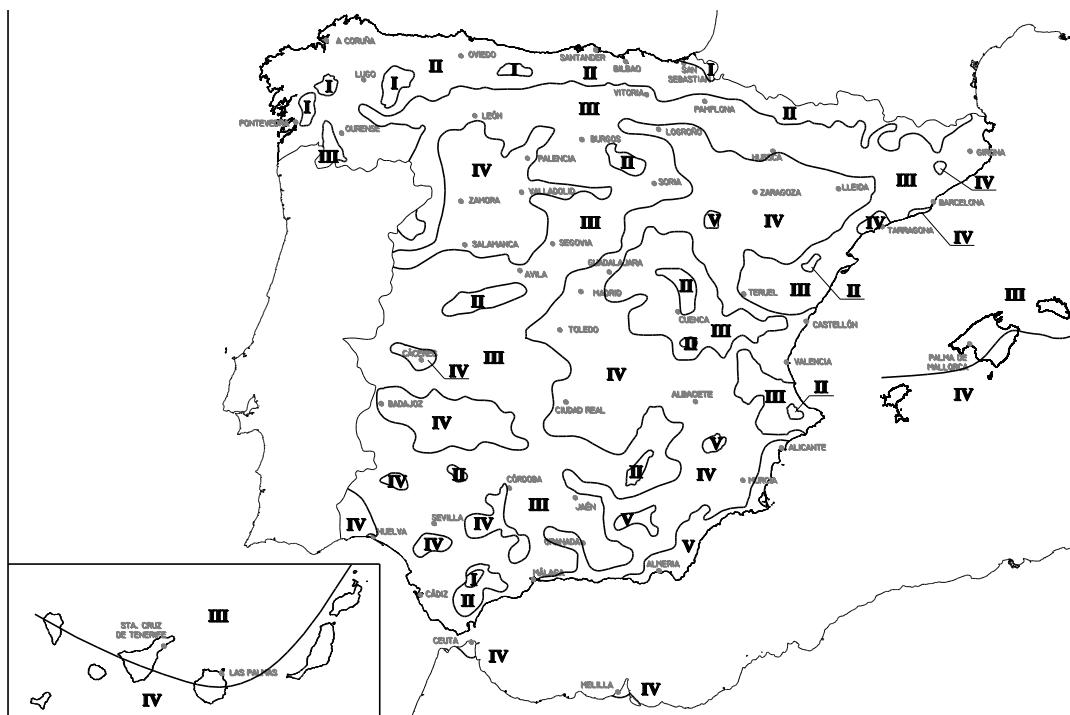 A CORUÑA
OVIEDO
SANTANDER
BILBAO
SAN
SEBASTIAN
I
II
I
II
LUGO
I
I
I
PONTEVEDRA
OURENSE
III
LEÓN
III
VITORIA
PAMPLONA
II
BURGOS
LOGROÑO
HUESCA
GIRONA
PALENCIA
IV
II
SORIA
III
IV
VALLADOLID
ZAMORA
ZARAGOZA
LLEIDA
BARCELONA
III
V
IV
IV
TARRAGONA
IV
SALAMANCA
SEGOVIA
GUADALAJARA
AVILA
MADRID
II
II
TERUEL
III
II
III
CUENCA
CASTELLÓN
TOLEDO
III
II
PALMA DE
MALLORCA
IV
CÁCERES
IV
III
IV
VALENCIA
BADAJOZ
IV
CIUDAD REAL
ALBACETE
III
II
V
ALICANTE
IV
II
CÓRDOBA
II
IV
MURCIA
III
JAÉN
IV
HUELVA
SEVILLA
IV
IV
V
GRANADA
V
ALMERIA
MÁLAGA
I
CÁDIZ
II
CEUTA
IV
MELILLA
IV
III
STA. CRUZ
DE TENERIFE
LAS PALMAS
IV